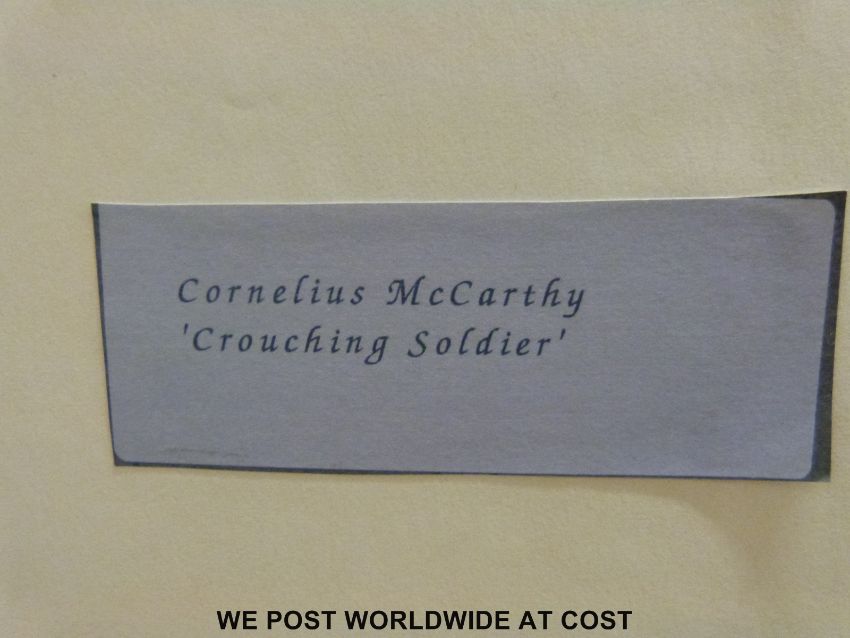 Cornelius McCarthy
'Crouching Soldier'
WE POST WORLDWIDE AT COST